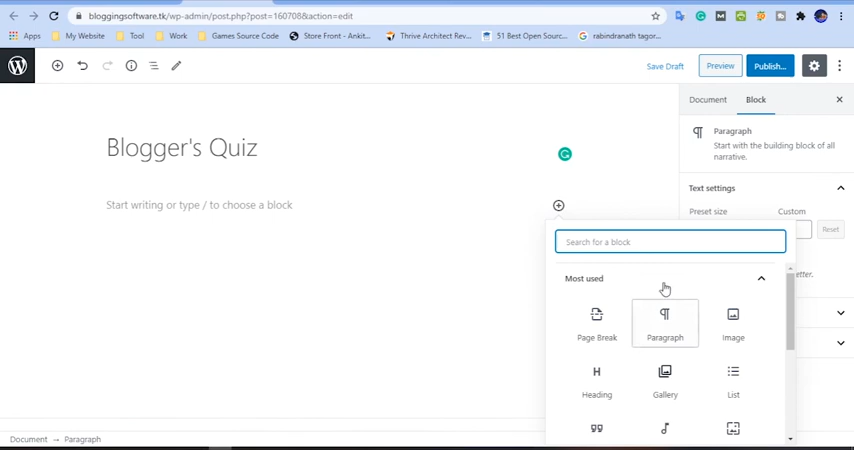 bloggingsoftware.tk/wp-admin/post.php?post=160708&action=edit
Apps My Website Tool Work Games Source Code Store Front - Ankit... Thrive Architect Rev... 51 Best Open Sourc... rabindranath tagor...
Save Draft Preview Publish...
Document Block
Paragraph
Start with the building block of all
narrative.
Blogger's Quiz
Start writing or type / to choose a block
Text settings
Preset size Custom
Reset
Search for a block
etter.
Most used
Page Break Paragraph Image
Heading Gallery List
Document → Paragraph